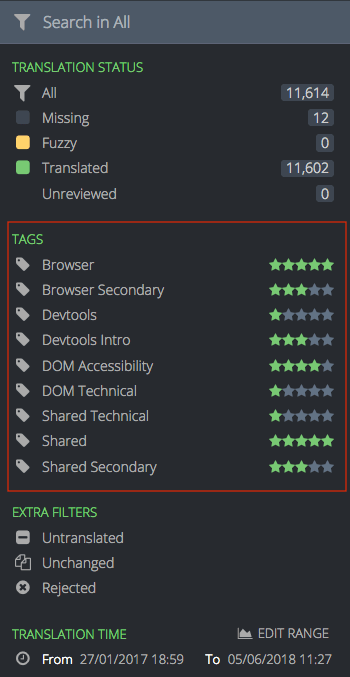 Search in All
TRANSLATION STATUS
All 11,614
Missing 12
Fuzzy 0
Translated 11,602
Unreviewed 0
TAGS
Browser
Browser Secondary
Devtools
Devtools Intro
DOM Accessibility
DOM Technical
Shared Technical
Shared
Shared Secondary
EXTRA FILTERS
Untranslated
Unchanged
Rejected
TRANSLATION TIME EDIT RANGE
From 27/01/2017 18:59 To 05/06/2018 11:27